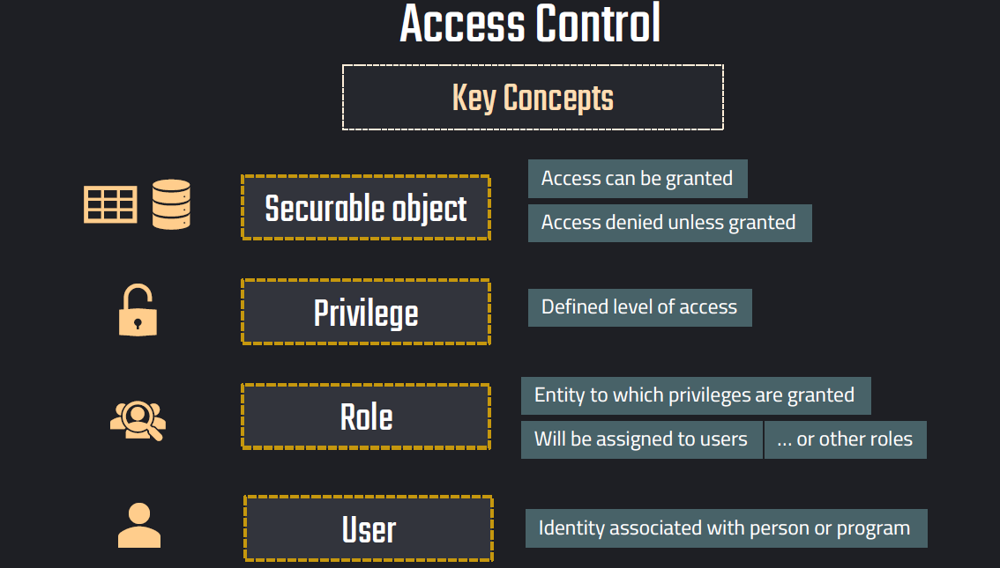 Access Control
Key Concepts
Securable object
Access can be granted
Access denied unless granted
Privilege
Defined level of access
Role
Entity to which privileges are granted
Will be assigned to users
... or other roles
User
Identity associated with person or program